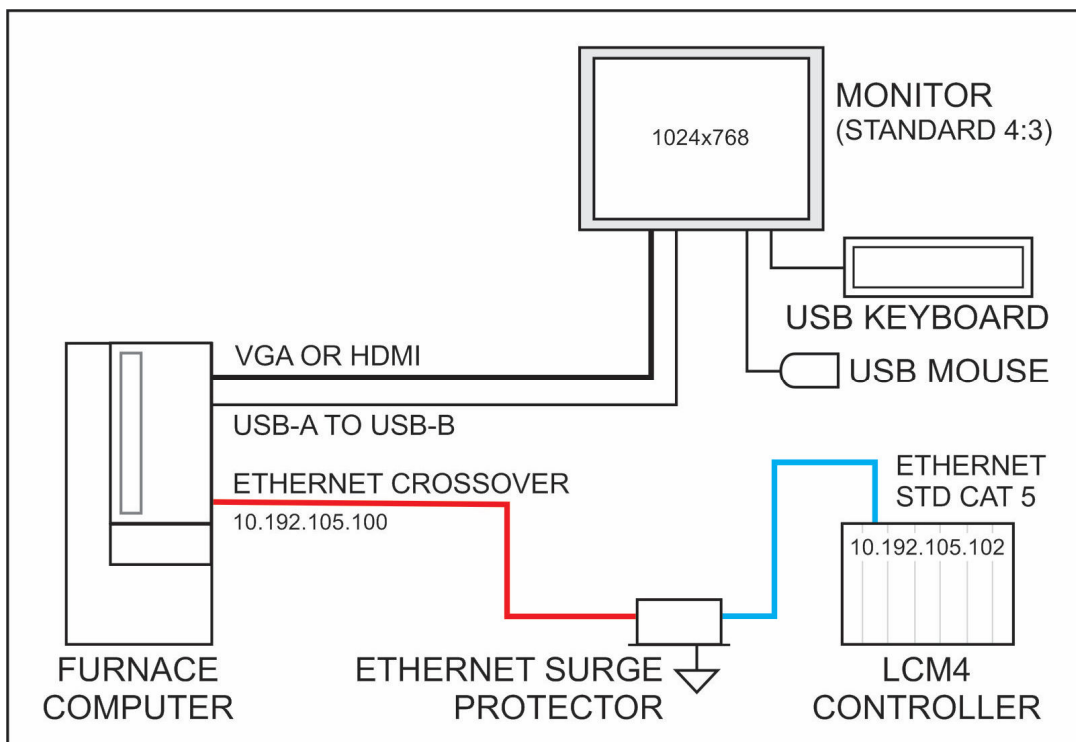 1024x768
MONITOR
(STANDARD 4:3)
USB KEYBOARD
USB MOUSE
VGA OR HDMI
USB-A TO USB-B
ETHERNET CROSSOVER
10.192.105.100
ETHERNET
STD CAT 5
10.192.105.102
FURNACE
COMPUTER
ETHERNET SURGE
PROTECTOR
LCM4
CONTROLLER